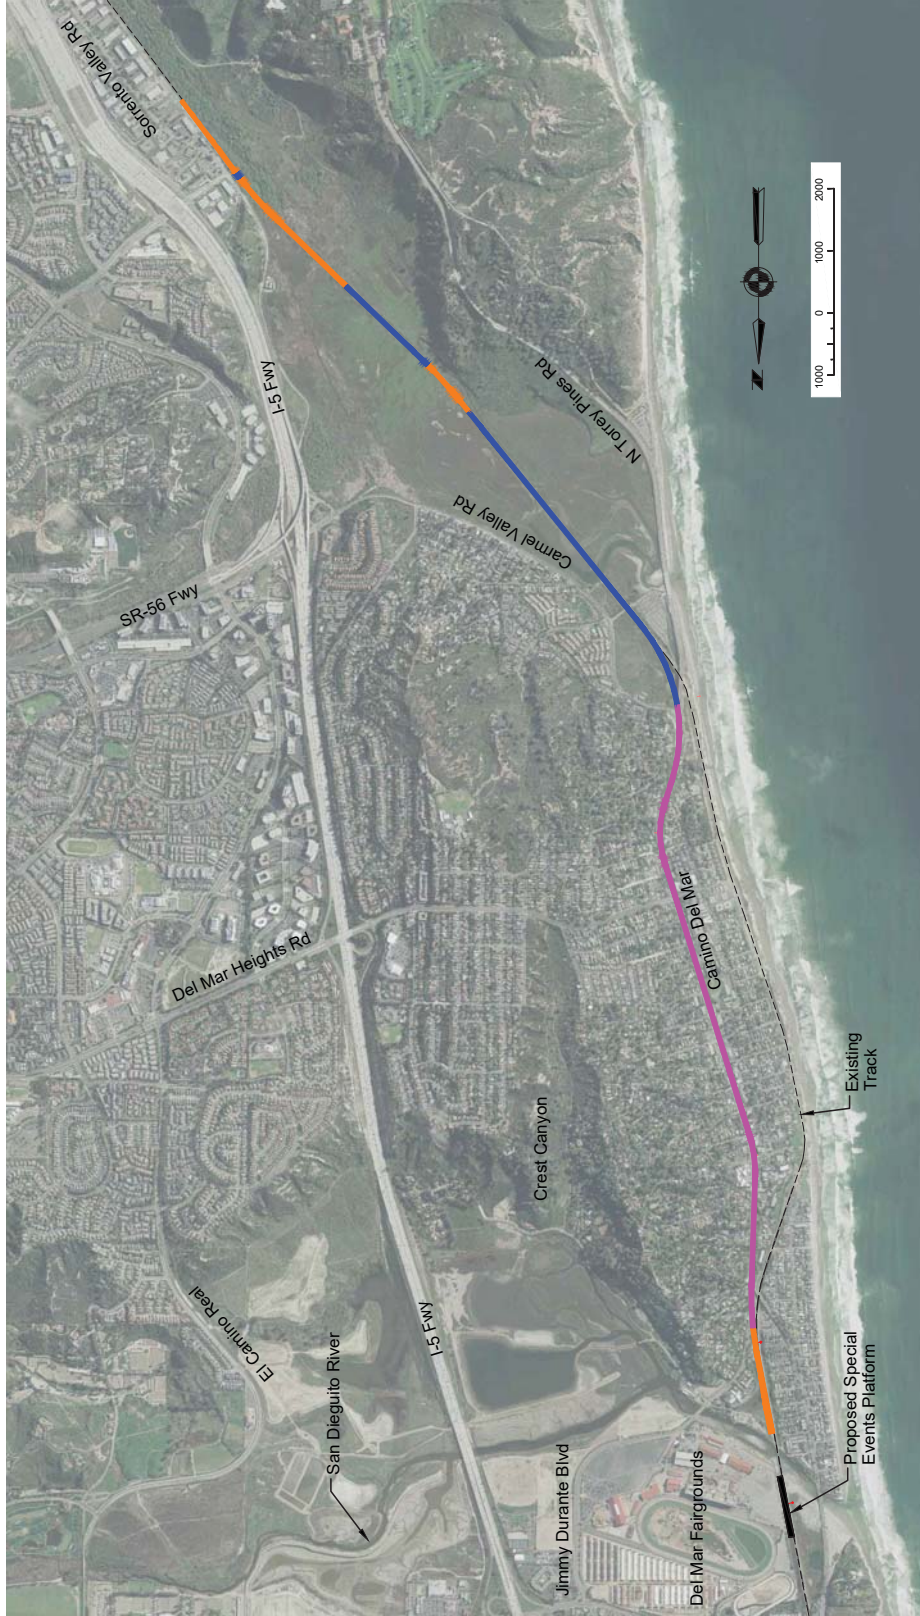 Sorrento Valley Rd
I-5 Fwy
N Torrey Pines Rd
Carmel Valley Rd
SR-56 Fwy
N
1000
0
1000
2000
Camino Del Mar
Del Mar Heights Rd
Crest Canyon
Existing
Track
El Camino Real
I-5 Fwy
San Dieguito River
Jimmy Durante Blvd
Del Mar Fairgrounds
Proposed Special
Events Platform